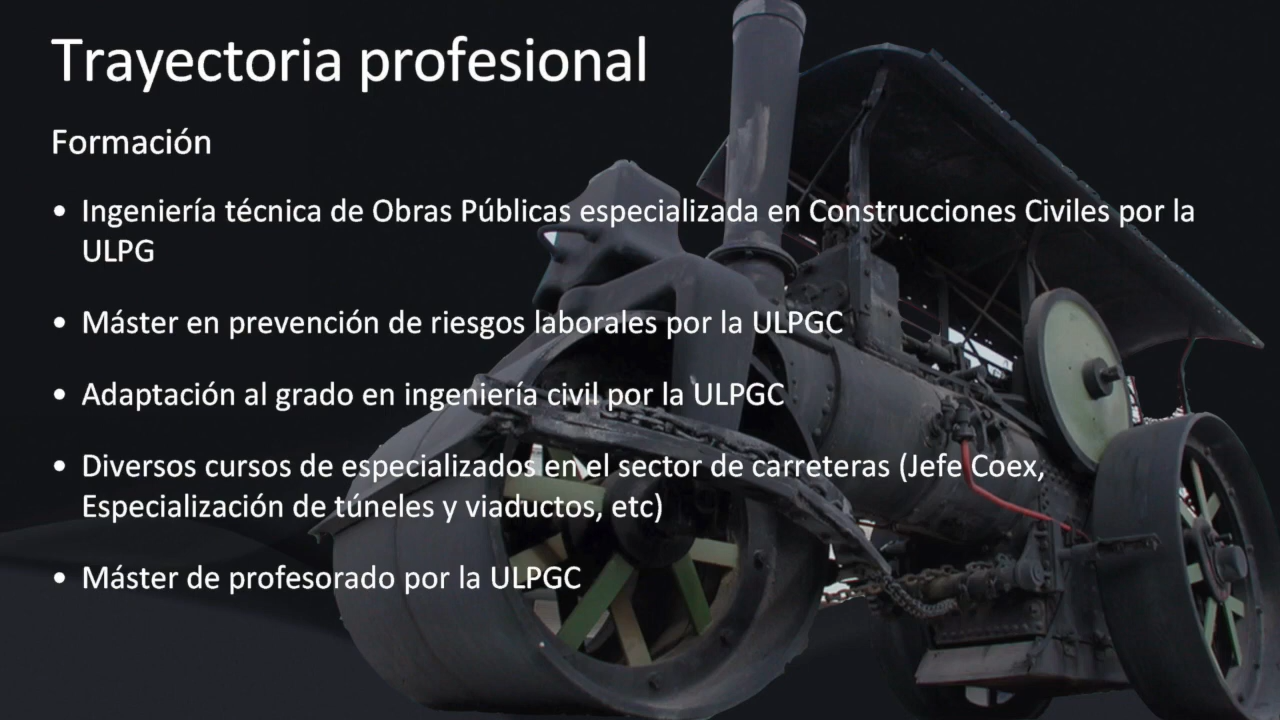 Trayectoria profesional
Formación
• Ingeniería técnica de Obras Públicas especializada en Construcciones Civiles por la
ULPG
• Máster en prevención de riesgos laborales por la ULPGC
• Adaptación al grado en ingeniería civil por la ULPGC
• Diversos cursos de especializados en el sector de carreteras (Jefe Coex,
Especialización de túneles y viaductos, etc)
• Máster de profesorado por la ULPGC